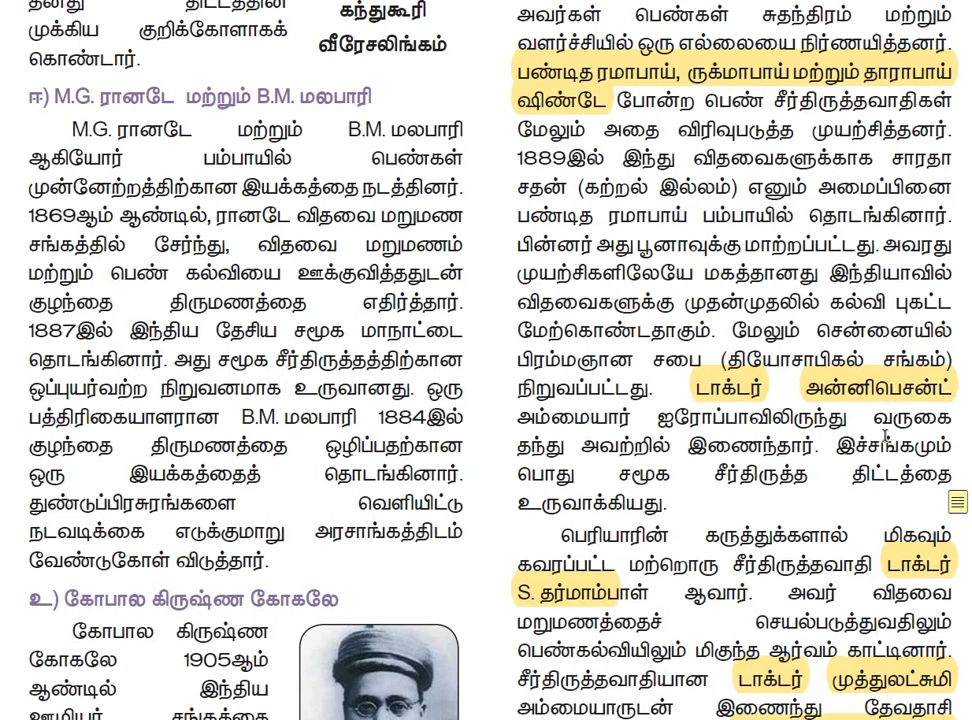 தனது திட்டத்தின்
முக்கிய குறிக்கோளாகக்
கொண்டார்.
கந்துகூரி
வீரேசலிங்கம்
ஈ) M.G. ரானடே மற்றும் B.M. மலபாரி
M.G. ரானடே மற்றும் B.M. மலபாரி
ஆகியோர் பம்பாயில் பெண்கள்
முன்னேற்றத்திற்கான இயக்கத்தை நடத்தினர்.
1869ஆம் ஆண்டில், ரானடே விதவை மறுமண
சங்கத்தில் சேர்ந்து, விதவை மறுமணம்
மற்றும் பெண் கல்வியை ஊக்குவித்ததுடன்
குழந்தை திருமணத்தை எதிர்த்தார்.
1887இல் இந்திய தேசிய சமூக மாநாட்டை
தொடங்கினார். அது சமூக சீர்திருத்தத்திற்கான
ஒப்புயர்வற்ற நிறுவனமாக உருவானது. ஒரு
பத்திரிகையாளரான B.M. மலபாரி 1884இல்
குழந்தை திருமணத்தை ஒழிப்பதற்கான
ஒரு இயக்கத்தைத் தொடங்கினார்.
துண்டுப்பிரசுரங்களை வெளியிட்டு
நடவடிக்கை எடுக்குமாறு அரசாங்கத்திடம்
வேண்டுகோள் விடுத்தார்.
உ) கோபால கிருஷ்ண கோகலே
கோபால கிருஷ்ண
கோகலே 1905ஆம்
ஆண்டில் இந்திய
ஊழியர் சங்கத்தை
அவர்கள் பெண்கள் சுதந்திரம் மற்றும்
வளர்ச்சியில் ஒரு எல்லையை நிர்ணயித்தனர்.
பண்டித ரமாபாய், ருக்மாபாய் மற்றும் தாராபாய்
ஷிண்டே போன்ற பெண் சீர்திருத்தவாதிகள்
மேலும் அதை விரிவுபடுத்த முயற்சித்தனர்.
1889இல் இந்து விதவைகளுக்காக சாரதா
சதன் (கற்றல் இல்லம்) எனும் அமைப்பினை
பண்டித ரமாபாய் பம்பாயில் தொடங்கினார்.
பின்னர் அது பூனாவுக்கு மாற்றப்பட்டது. அவரது
முயற்சிகளிலேயே மகத்தானது இந்தியாவில்
விதவைகளுக்கு முதன்முதலில் கல்வி புகட்ட
மேற்கொண்டதாகும். மேலும் சென்னையில்
பிரம்மஞான சபை (தியோசாபிகல் சங்கம்)
நிறுவப்பட்டது. டாக்டர் அன்னிபெசன்ட்
அம்மையார் ஐரோப்பாவிலிருந்து வருகை
தந்து அவற்றில் இணைந்தார். இச்சங்கமும்
பொது சமூக சீர்திருத்த திட்டத்தை
உருவாக்கியது.
பெரியாரின் கருத்துக்களால் மிகவும்
கவரப்பட்ட மற்றொரு சீர்திருத்தவாதி டாக்டர்
S. தர்மாம்பாள் ஆவார். அவர் விதவை
மறுமணத்தைச் செயல்படுத்துவதிலும்
பெண்கல்வியிலும் மிகுந்த ஆர்வம் காட்டினார்.
சீர்திருத்தவாதியான டாக்டர் முத்துலட்சுமி
அம்மையாருடன் இணைந்து தேவதாசி